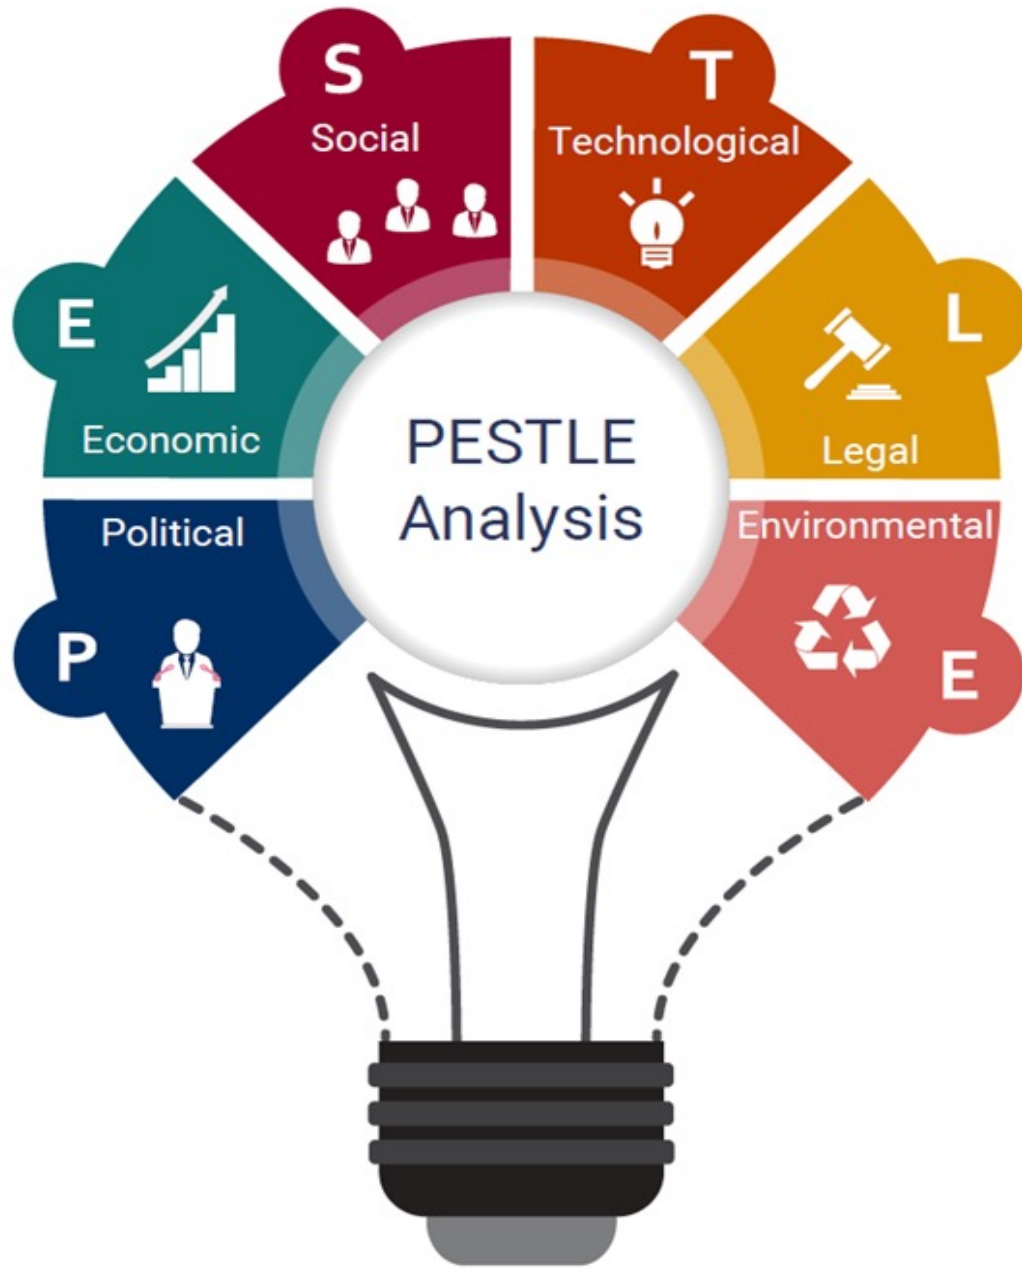 P
Political
E
Economic
S
Social
T
Technological
L
Legal
E
Environmental
PESTLE
Analysis